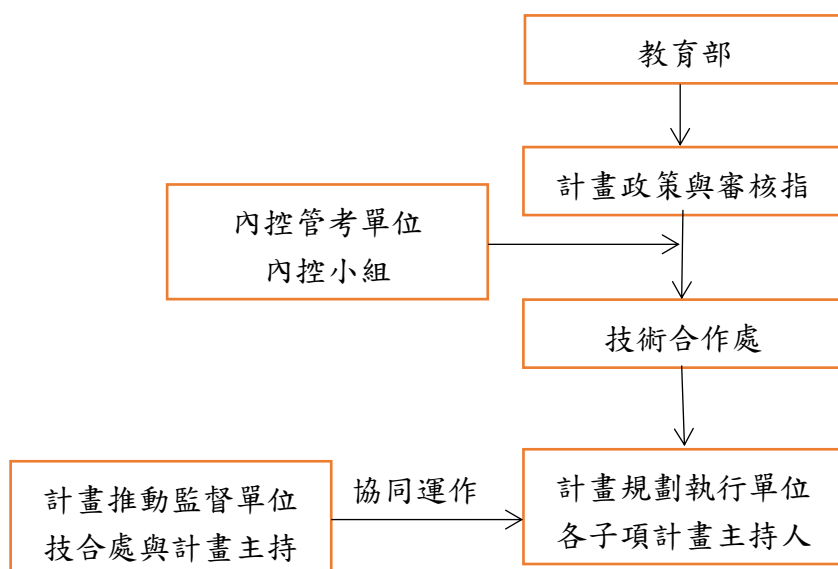 教育部
計畫政策與審核指
內控管考單位
內控小組
技術合作處
計畫推動監督單位
技合處與計畫主持
協同運作
計畫規劃執行單位
各子項計畫主持人